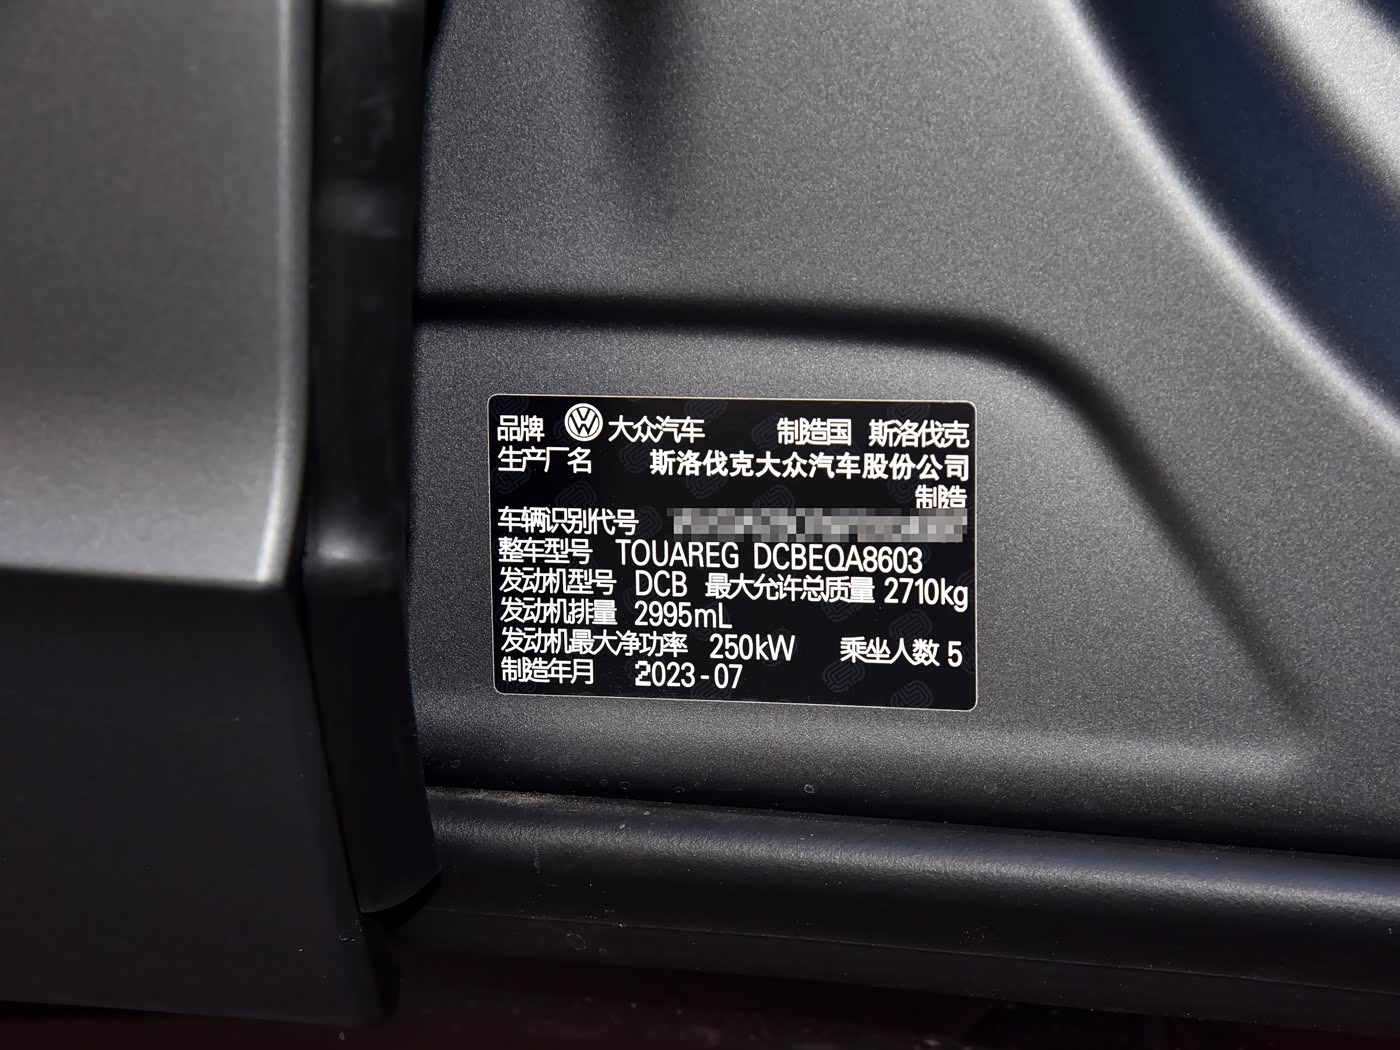 品牌 大众汽车 制造国 斯洛伐克
生产厂名 斯洛伐克大众汽车股份公司
制造
车辆识别代号
整车型号 TOUAREG DCBEQA8603
发动机型号 DCB 最大允许总质量 2710kg
发动机排量 2995mL
发动机最大净功率 250kW 乘坐人数 5
制造年月 2023-07